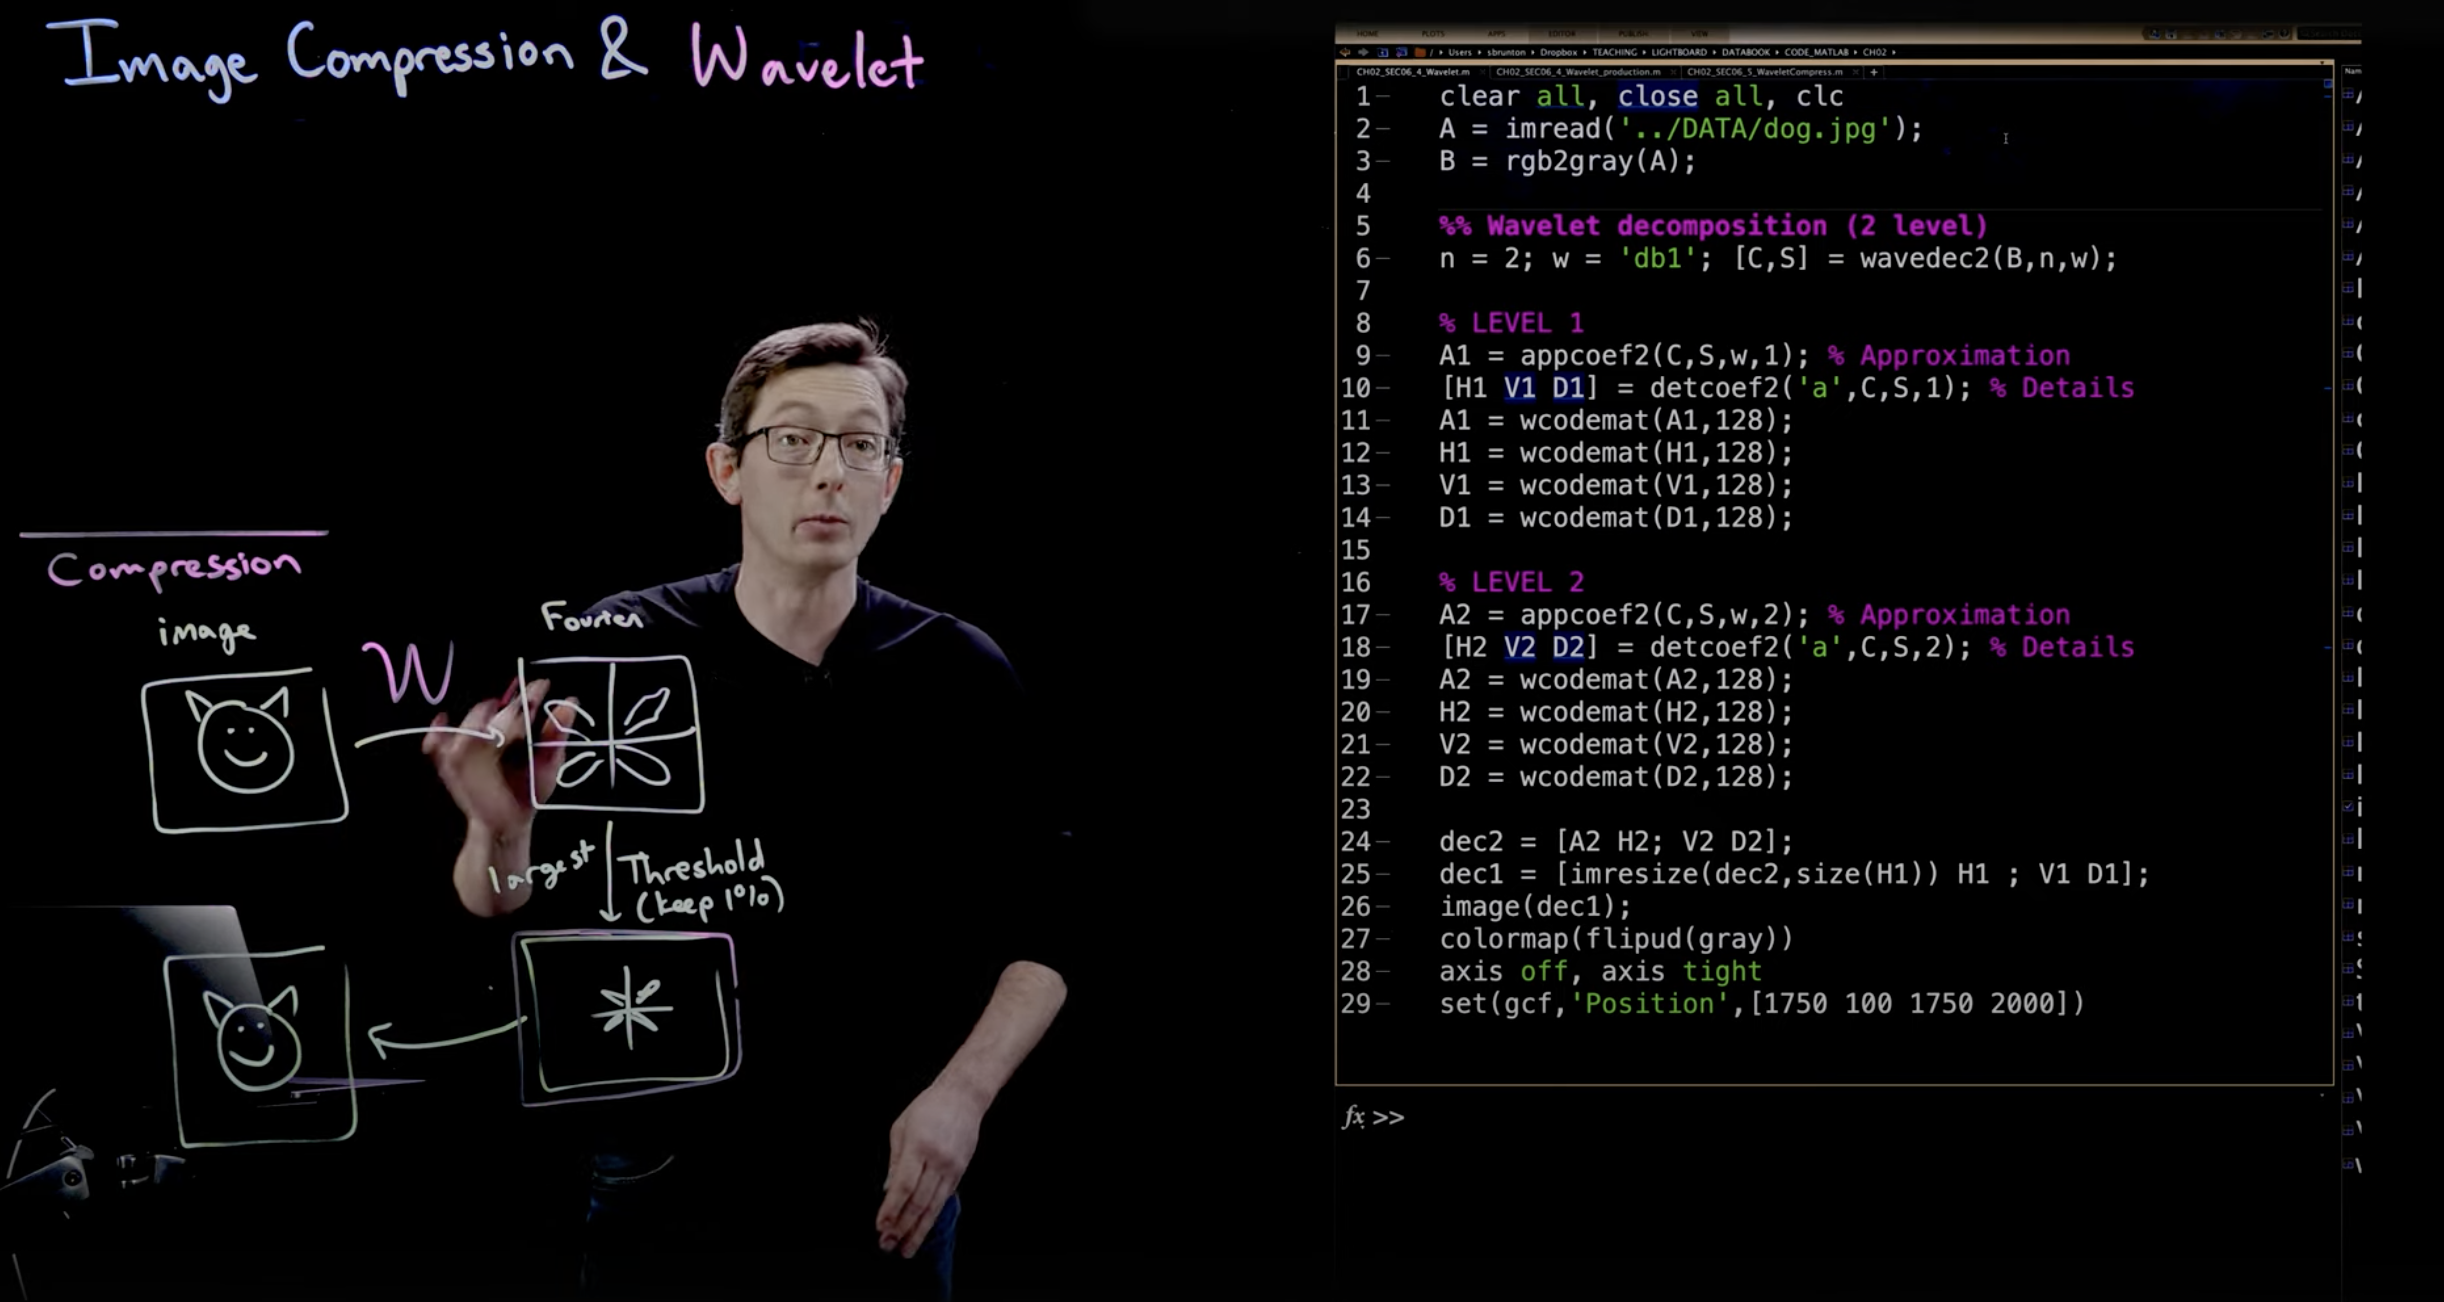 Image Compression & Wavelet
Compression
image
W
Fourier
largest
Threshold
(keep 1%)
HOME PLOTS APPS EDITOR PUBLISH VIEW
/ Users sbrunton Dropbox TEACHING LIGHTBOARD DATABOOK CODE_MATLAB CH02
CH02_SEC06_4_Wavelet.m CH02_SEC06_4_Wavelet_production.m CH02_SEC06_5_WaveletCompress.m +
Nam
1 clear all, close all, clc
2 A = imread('../DATA/dog.jpg');
3 B = rgb2gray(A);
4
5 %% Wavelet decomposition (2 level)
6 n = 2; w = 'db1'; [C,S] = wavedec2(B,n,w);
7
8 % LEVEL 1
9 A1 = appcoef2(C,S,w,1); % Approximation
10 [H1 V1 D1] = detcoef2('a',C,S,1); % Details
11 A1 = wcodemat(A1,128);
12 H1 = wcodemat(H1,128);
13 V1 = wcodemat(V1,128);
14 D1 = wcodemat(D1,128);
15
16 % LEVEL 2
17 A2 = appcoef2(C,S,w,2); % Approximation
18 [H2 V2 D2] = detcoef2('a',C,S,2); % Details
19 A2 = wcodemat(A2,128);
20 H2 = wcodemat(H2,128);
21 V2 = wcodemat(V2,128);
22 D2 = wcodemat(D2,128);
23
24 dec2 = [A2 H2; V2 D2];
25 dec1 = [imresize(dec2,size(H1)) H1 ; V1 D1];
26 image(dec1);
27 colormap(flipud(gray))
28 axis off, axis tight
29 set(gcf,'Position',[1750 100 1750 2000])
fx >>